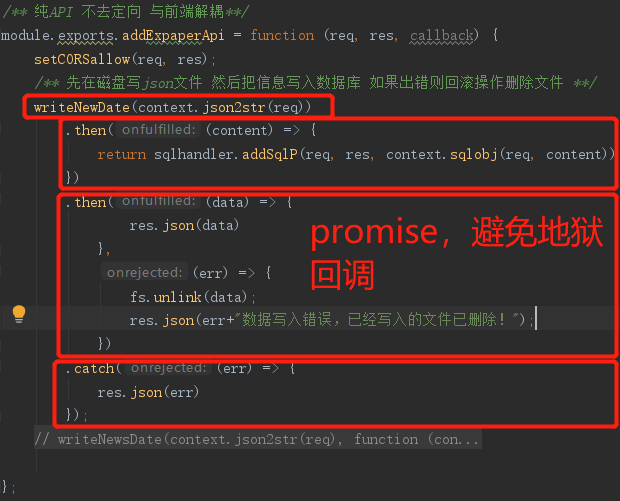 /** 纯API 不去定向 与前端解耦**/
module.exports.addExpaperApi = function (req, res, callback) {
setCORSallow(req, res);
/** 先在磁盘写json文件 然后把信息写入数据库 如果出错则回滚操作删除文件 **/
writeNewDate(context.json2str(req))
.then( onfulfilled: (content) => {
return sqlhandler.addSqlP(req, res, context.sqlobj(req, content))
})
.then( onfulfilled: (data) => {
res.json(data)
},
onrejected: (err) => {
fs.unlink(data);
res.json(err+"数据写入错误，已经写入的文件已删除！");
})
promise，避免地狱
回调
.catch( onrejected: (err) => {
res.json(err)
});
// writeNewsDate(context.json2str(req), function (con...
};